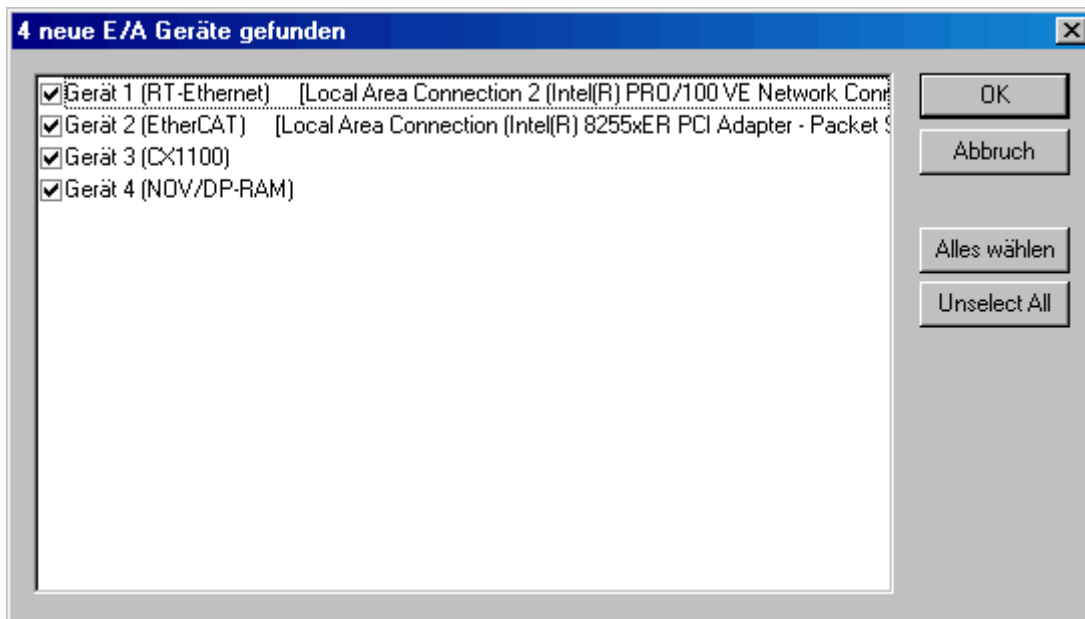 4 neue E/A Geräte gefunden
Gerät 1 (RT-Ethernet) [Local Area Connection 2 (Intel(R) PRO/100 VE Network
Gerät 2 (EtherCAT) [Local Area Connection (Intel(R) 8255xER PCI Adapter - Packet
Gerät 3 (CX1100)
Gerät 4 (NOV/DP-RAM)
OK
Abbruch
Alles wählen
Unselect All